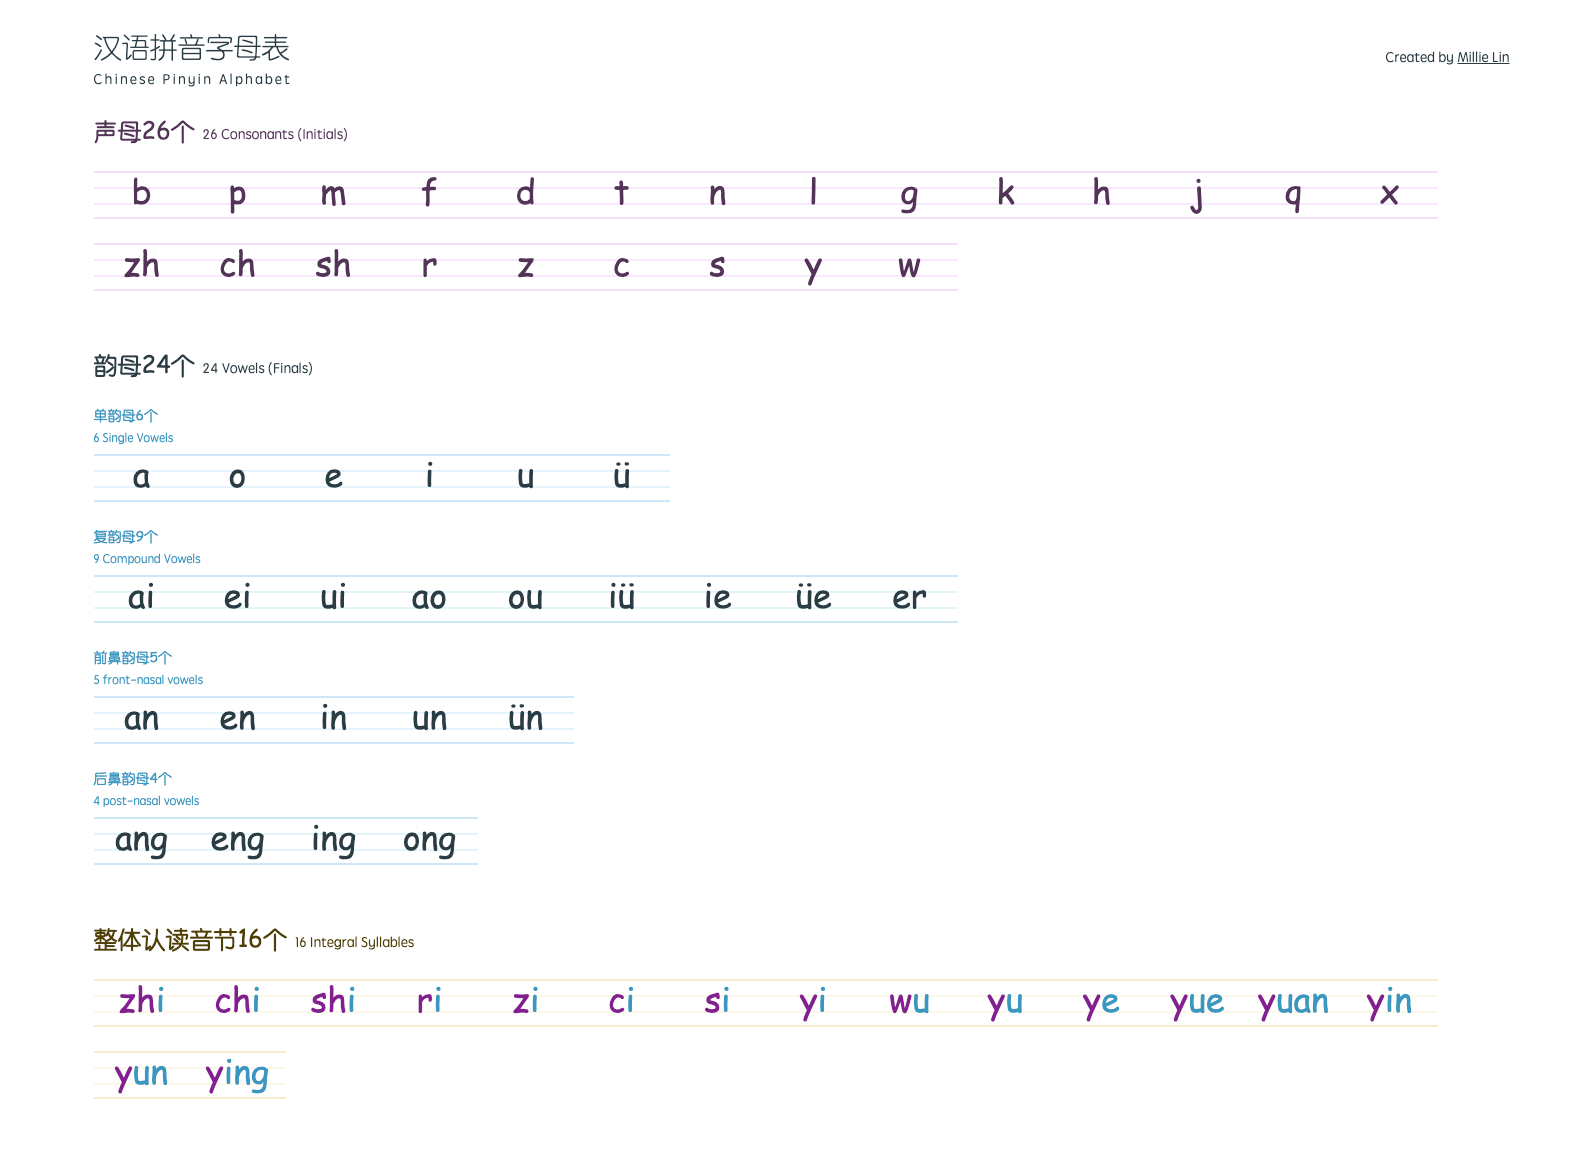 汉语拼音字母表
Chinese Pinyin Alphabet
Created by Millie Lin
声母26个 26 Consonants (Initials)
b p m f d t n l g k h j q x
zh ch sh r z c s y w
韵母24个 24 Vowels (Finals)
单韵母6个
6 Single Vowels
a o e i u ü
复韵母9个
9 Compound Vowels
ai ei ui ao ou iü ie üe er
前鼻韵母5个
5 front-nasal vowels
an en in un ün
后鼻韵母4个
4 post-nasal vowels
ang eng ing ong
整体认读音节16个 16 Integral Syllables
zhi chi shi ri zi ci si yi wu yu ye yue yuan yin
yun ying